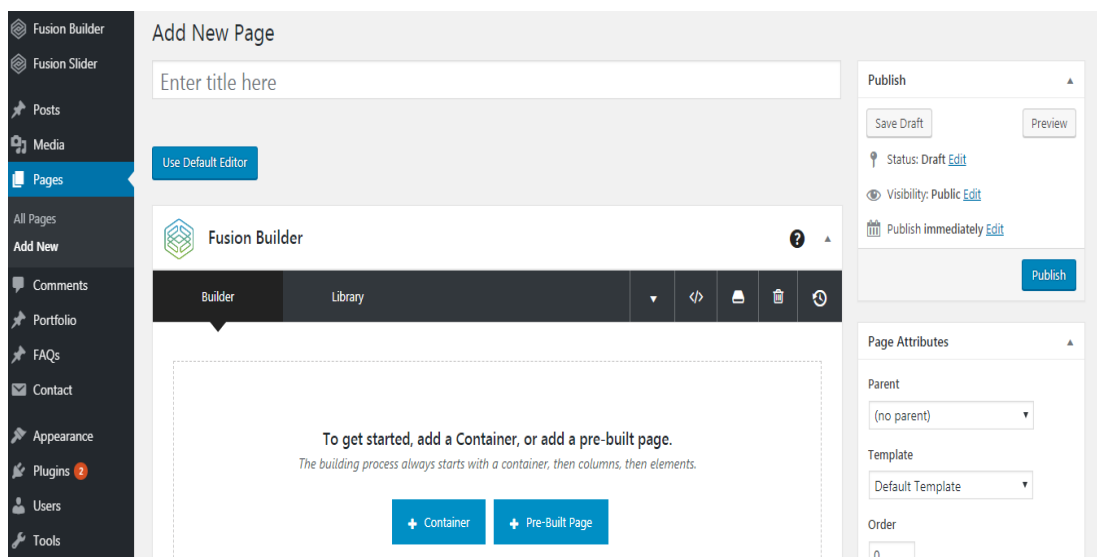 Fusion Builder
Fusion Slider
Posts
Media
Pages
All Pages
Add New
Comments
Portfolio
FAQs
Contact
Appearance
Plugins 2
Users
Tools
Add New Page
Enter title here
Use Default Editor
Fusion Builder
Builder Library
To get started, add a Container, or add a pre-built page.
The building process always starts with a container, then columns, then elements.
+ Container + Pre-Built Page
Publish
Save Draft Preview
Status: Draft Edit
Visibility: Public Edit
Publish immediately Edit
Publish
Page Attributes
Parent
(no parent)
Template
Default Template
Order
0